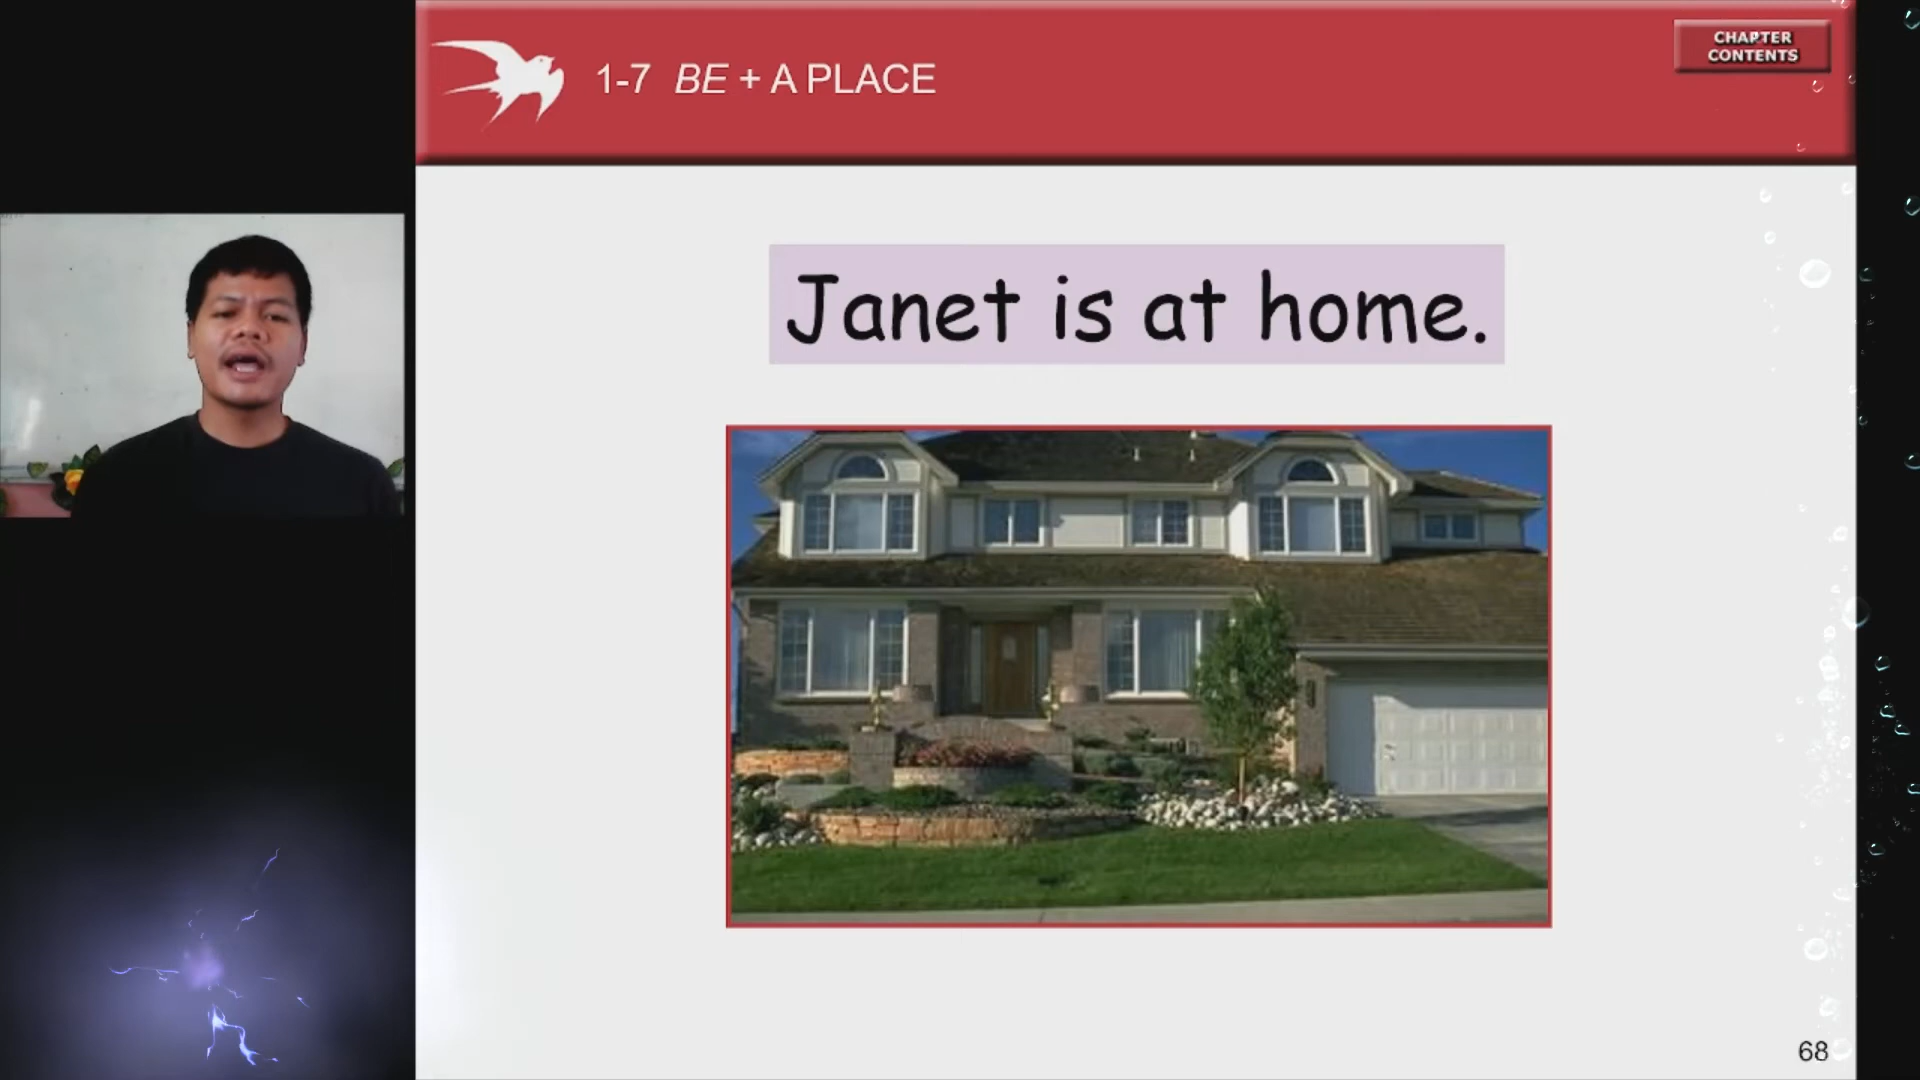 1-7 BE + A PLACE
CHAPTER
CONTENTS
Janet is at home.
68